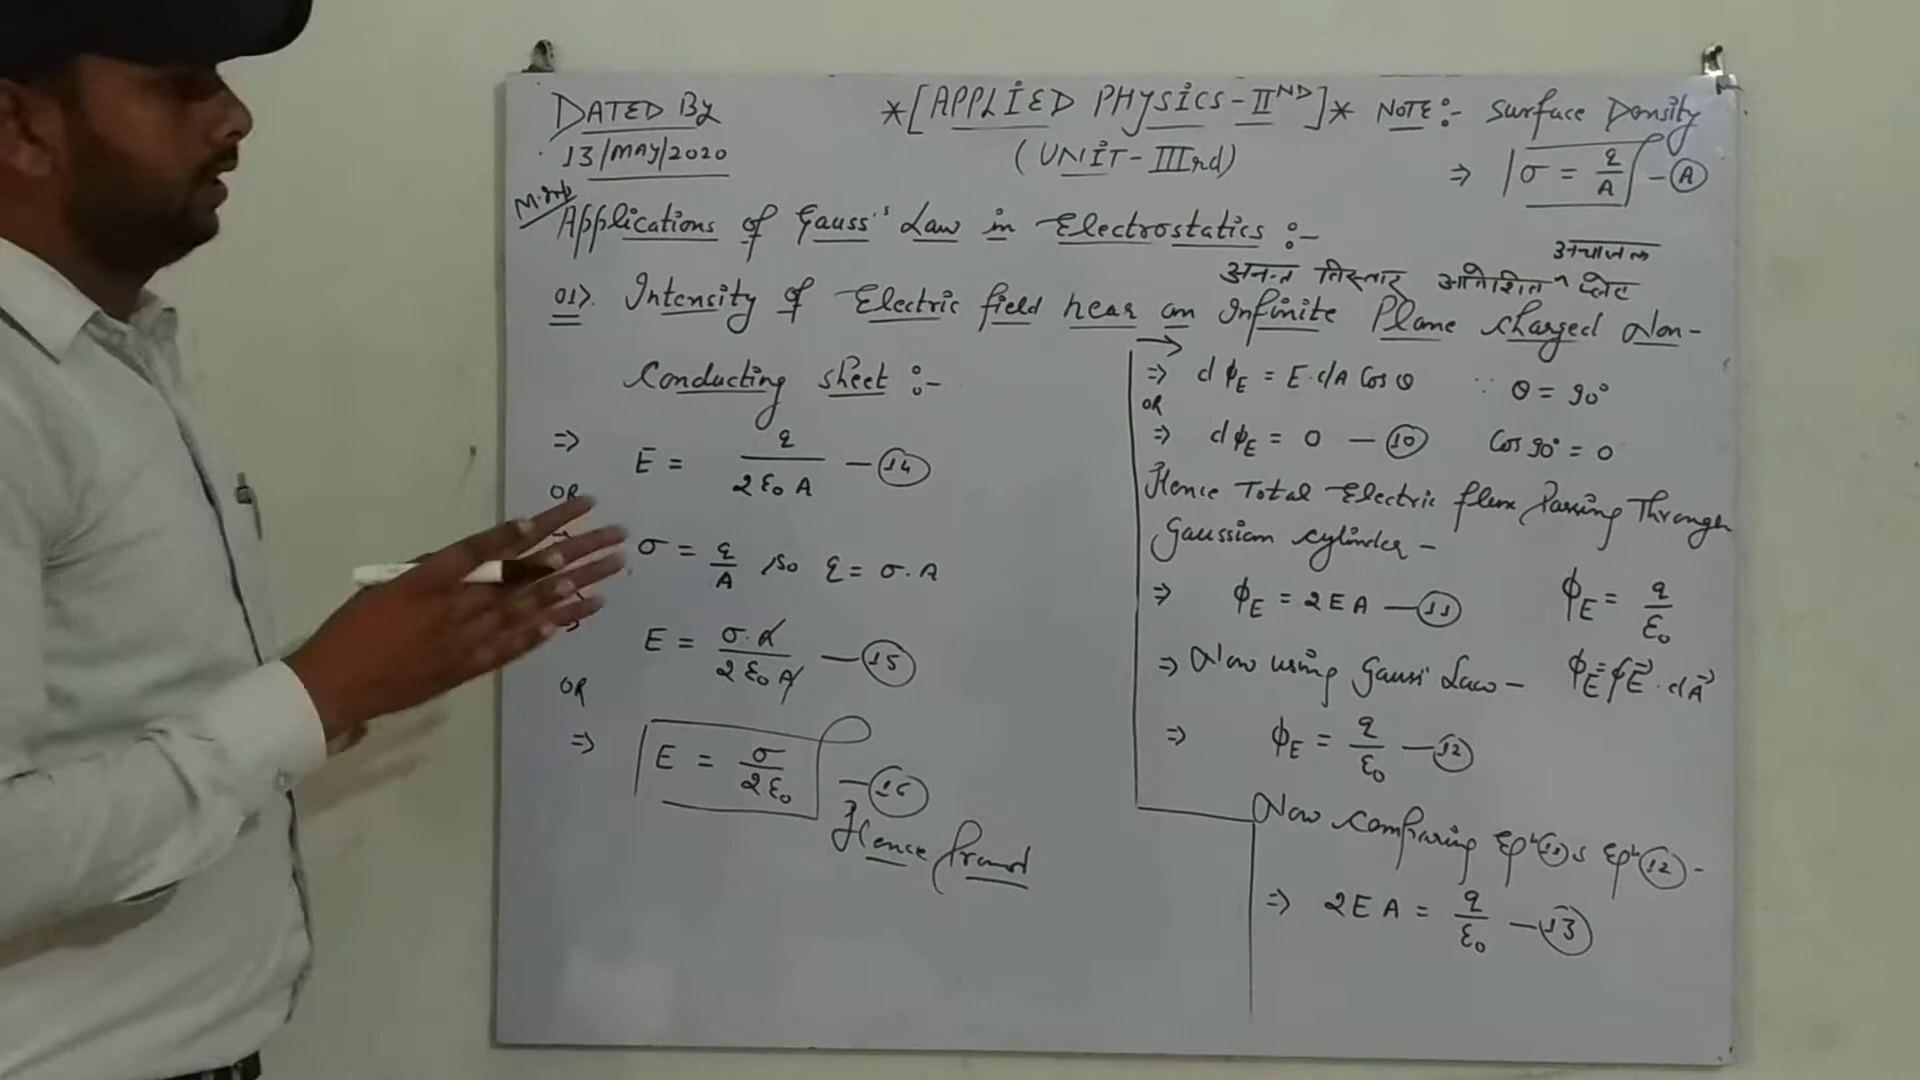 DATED By
13/MAY/2020
*[APPLIED PHYSICS-II^ND]*
(UNIT-IIIrd)
NOTE:- Surface Density
⇒ σ = q/A - (A)
M.Imp
Applications of Gauss's Law in Electrostatics :-
अचालक
अनन्त विस्तार आवेशित प्लेट
01>. Intensity of Electric field near an Infinite Plane charged Non-
Conducting sheet :-
⇒ E = q/2ε₀A - (14)
OR
σ = q/A so q = σ.A
⇒ E = σ.A/2ε₀A - (15)
OR
⇒ E = σ/2ε₀ - (16)
Hence Proved
⇒ dϕ_E = E.dA Cos θ ∵ θ = 90°
OR
⇒ dϕ_E = 0 - (10) Cos 90° = 0
Hence Total Electric flux Passing Through
Gaussian cylinder -
⇒ ϕ_E = 2EA - (11) ϕ_E = q/ε₀
⇒ Now using Gauss' Law - ϕ_E = ∮E⃗.dA⃗
⇒ ϕ_E = q/ε₀ - (12)
Now comparing Eqⁿ(11) & Eqⁿ(12) -
⇒ 2EA = q/ε₀ - (13)